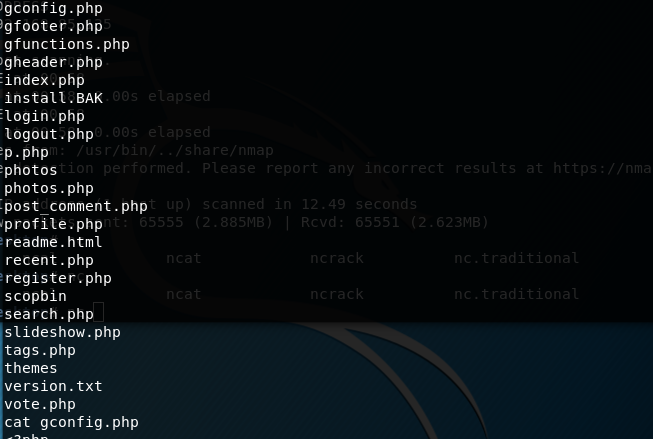 gconfig.php
gfooter.php
gfunctions.php
gheader.php
index.php
install.BAK
.00s elapsed
login.php
logout.php 0.00s elapsed
p.php om: /usr/bin/../share/nmap
photos tion performed. Please report any incorrect results at https://nma
photos.php
post_comment.php up) scanned in 12.49 seconds
profile.php nt: 65555 (2.885MB) | Rcvd: 65551 (2.623MB)
readme.html
recent.php ncat ncrack nc.traditional
register.php
scopbin ncat ncrack nc.traditional
search.php
slideshow.php
tags.php
themes
version.txt
vote.php
cat gconfig.php
<?php